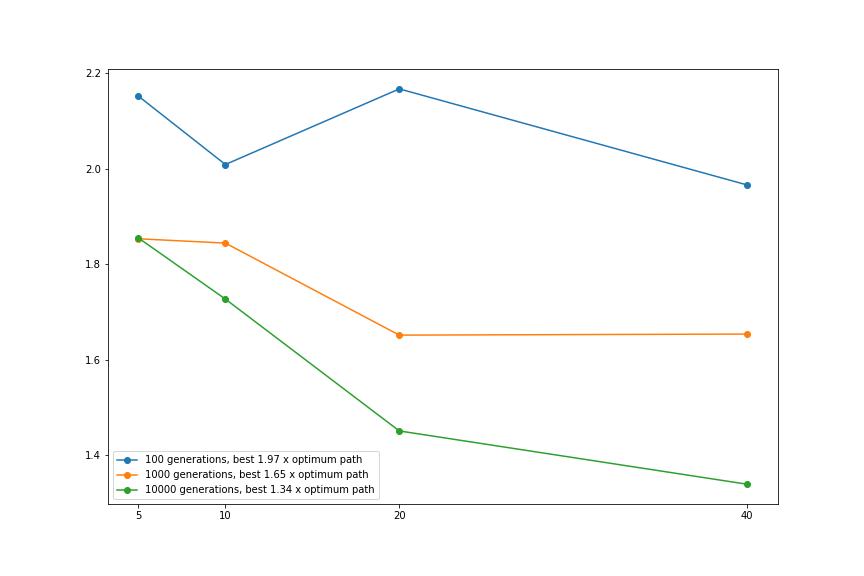 2.2
2.0
1.8
1.6
1.4
100 generations, best 1.97 x optimum path
1000 generations, best 1.65 x optimum path
10000 generations, best 1.34 x optimum path
5 10 20 40